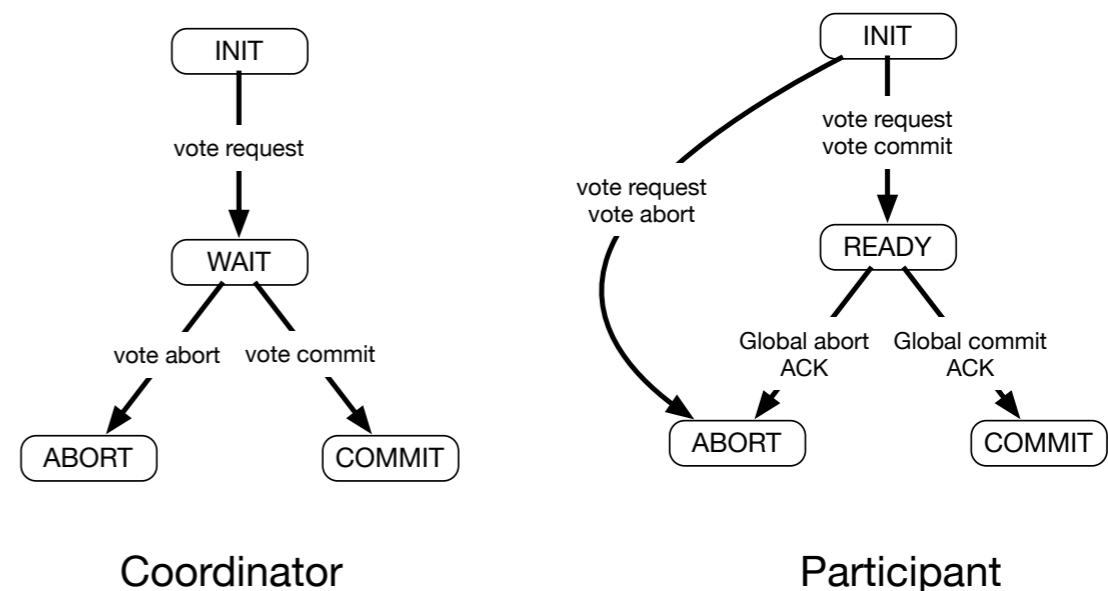 INIT
vote request
WAIT
vote abort
vote commit
ABORT
COMMIT
Coordinator
INIT
vote request
vote commit
vote request
vote abort
READY
Global abort
ACK
Global commit
ACK
ABORT
COMMIT
Participant